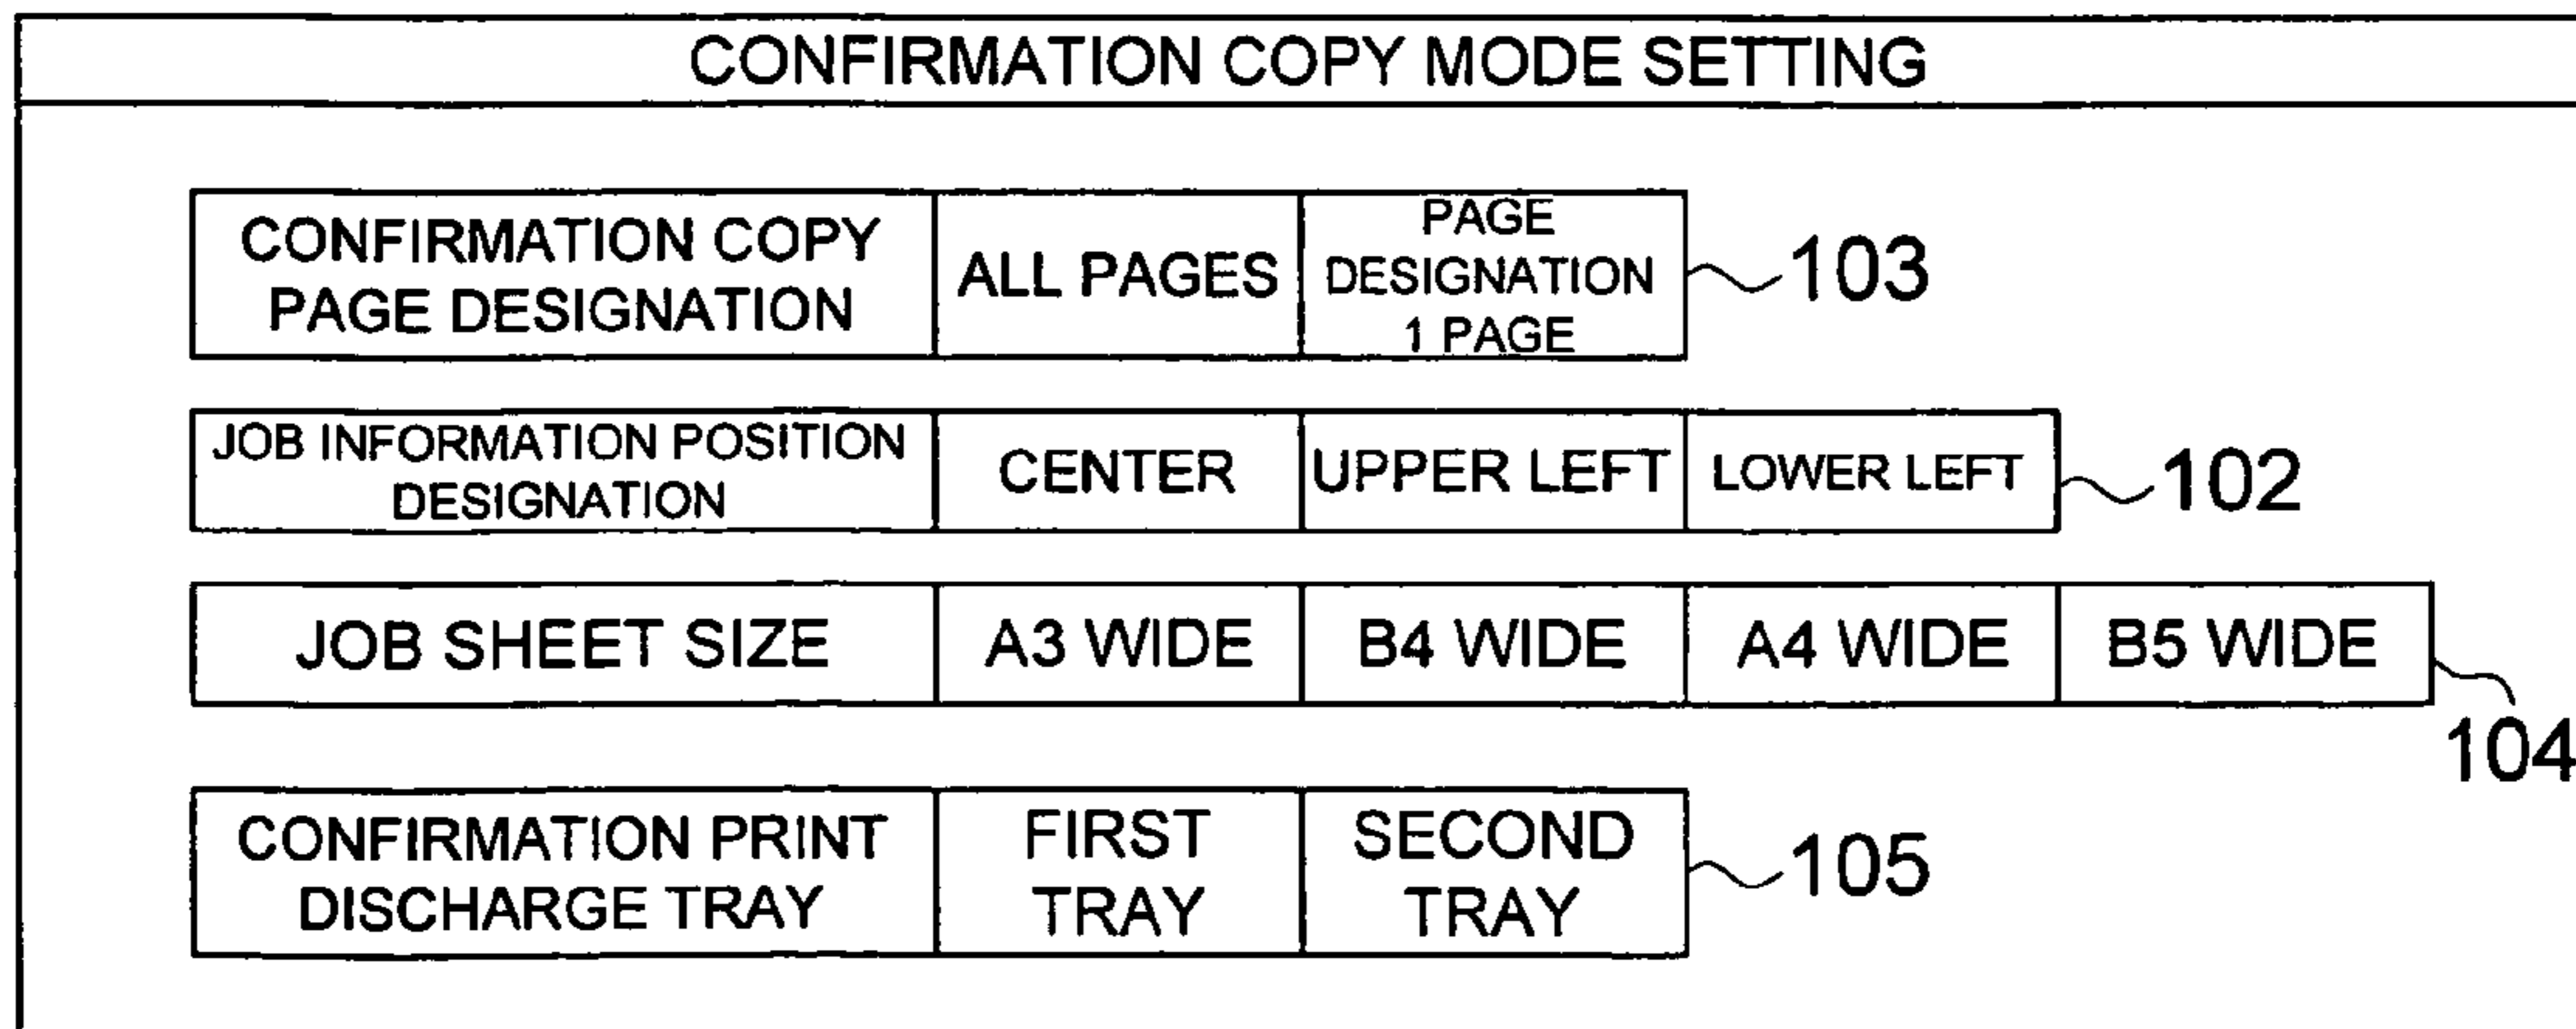 CONFIRMATION COPY MODE SETTING
CONFIRMATION COPY
PAGE DESIGNATION
ALL PAGES
PAGE
DESIGNATION
1 PAGE
103
JOB INFORMATION POSITION
DESIGNATION
CENTER
UPPER LEFT
LOWER LEFT
102
JOB SHEET SIZE
A3 WIDE
B4 WIDE
A4 WIDE
B5 WIDE
104
CONFIRMATION PRINT
DISCHARGE TRAY
FIRST
TRAY
SECOND
TRAY
105